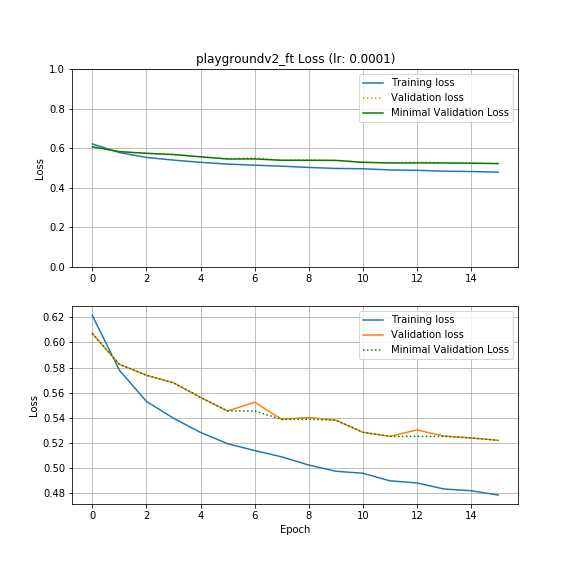 playgroundv2_ft Loss (lr: 0.0001)
1.0
0.8
0.6
0.4
0.2
0.0
Loss
Training loss
Validation loss
Minimal Validation Loss
0 2 4 6 8 10 12 14
0.62
0.60
0.58
0.56
0.54
0.52
0.50
0.48
Loss
Training loss
Validation loss
Minimal Validation Loss
0 2 4 6 8 10 12 14
Epoch